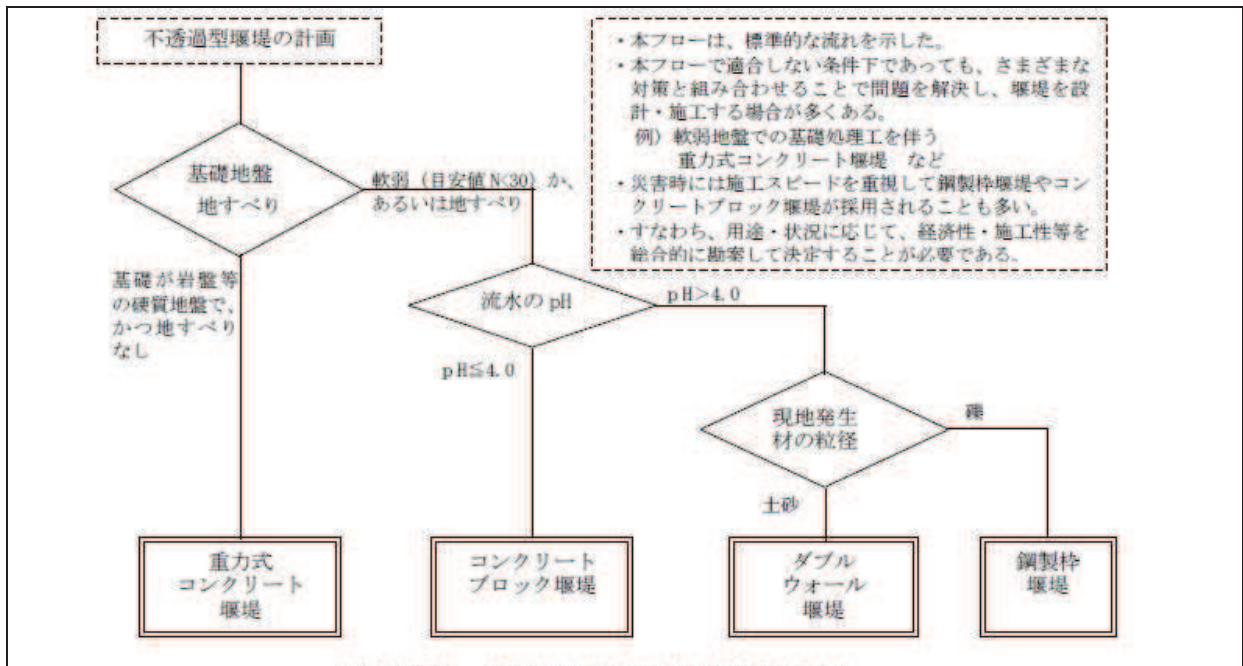 不透過型堰堤の計画
・本フローは、標準的な流れを示した。
・本フローで適合しない条件下であっても、さまざまな
対策と組み合わせることで問題を解決し、堰堤を設
計・施工する場合が多くある。
例）軟弱地盤での基礎処理工を伴う
重力式コンクリート堰堤　など
・災害時には施工スピードを重視して鋼製枠堰堤やコン
クリートブロック堰堤が採用されることも多い。
・すなわち、用途・状況に応じて、経済性・施工性等を
総合的に勘案して決定することが必要である。
基礎地盤
地すべり
軟弱（目安値 N<30）か、
あるいは地すべり
基礎が岩盤等
の硬質地盤で、
かつ地すべり
なし
流水の pH
pH>4.0
pH≦4.0
現地発生
材の粒径
礫
土砂
重力式
コンクリート
堰堤
コンクリート
ブロック堰堤
ダブル
ウォール
堰堤
鋼製枠
堰堤